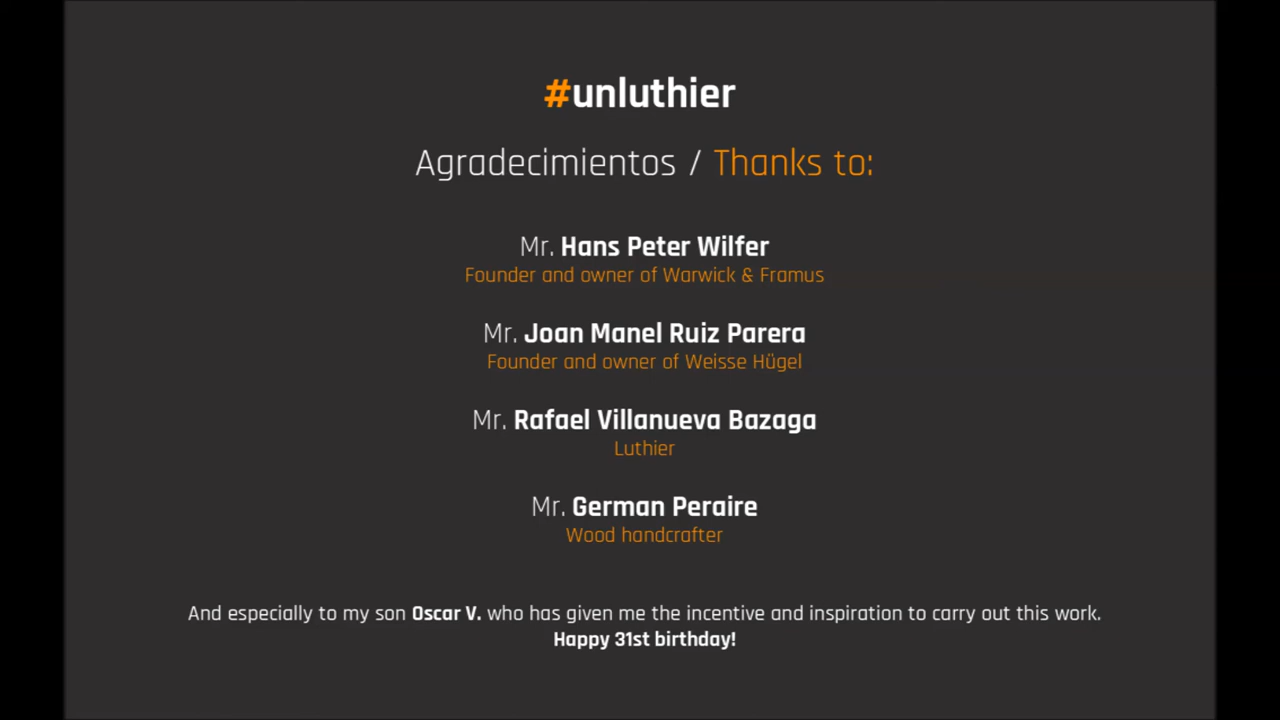 #unluthier
Agradecimientos / Thanks to:
Mr. Hans Peter Wilfer
Founder and owner of Warwick & Framus
Mr. Joan Manel Ruiz Parera
Founder and owner of Weisse Hügel
Mr. Rafael Villanueva Bazaga
Luthier
Mr. German Peraire
Wood handcrafter
And especially to my son Oscar V. who has given me the incentive and inspiration to carry out this work.
Happy 31st birthday!